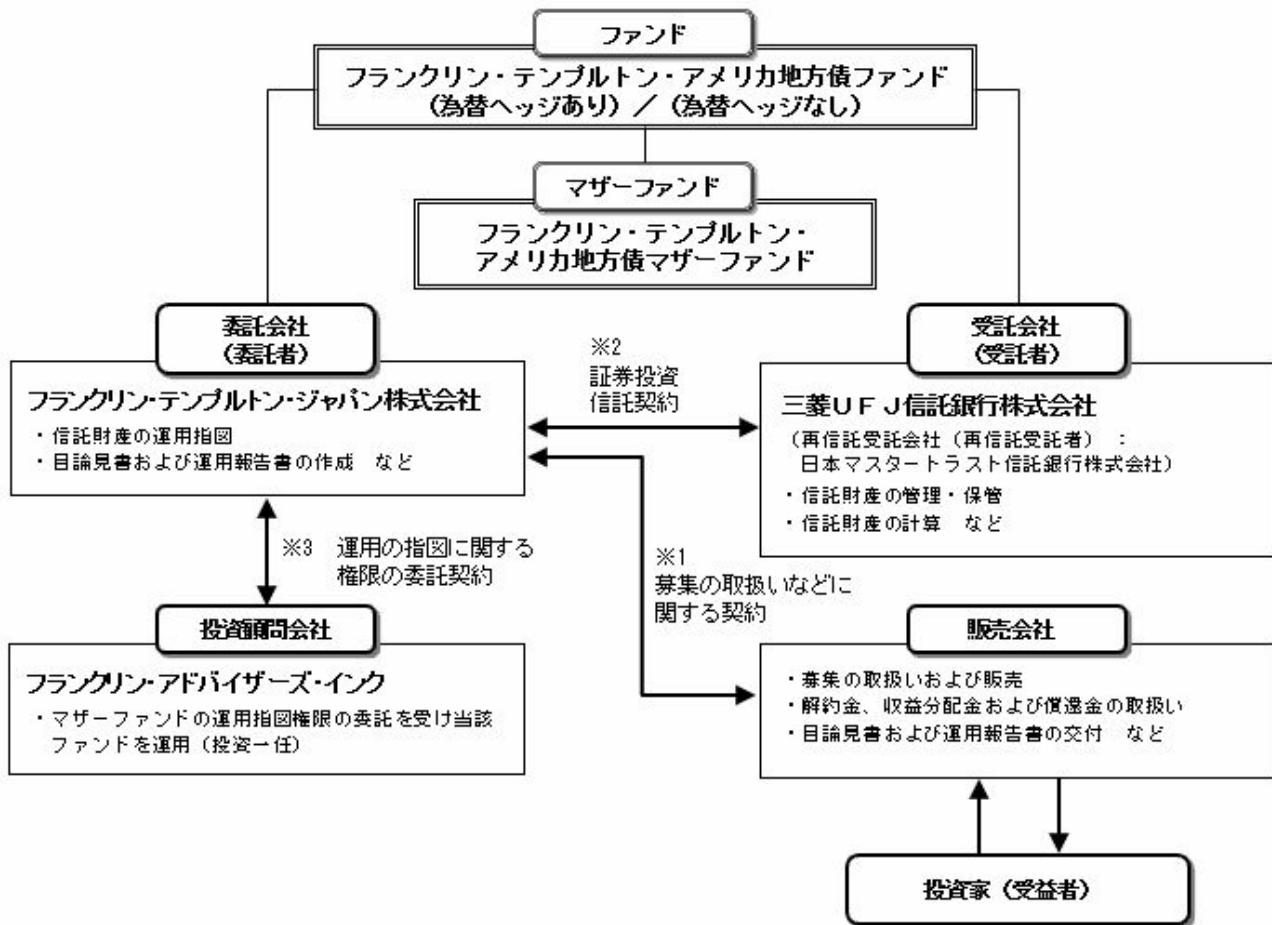 ファンド
フランクリン・テンプルトン・アメリカ地方債ファンド
(為替ヘッジあり) / (為替ヘッジなし)
マザーファンド
フランクリン・テンプルトン・
アメリカ地方債マザーファンド
委託会社
(委託者)
フランクリン・テンプルトン・ジャパン株式会社
・信託財産の運用指図
・目論見書および運用報告書の作成 など
※2
証券投資
信託契約
受託会社
(受託者)
三菱UFJ信託銀行株式会社
(再信託受託会社(再信託受託者) :
日本マスタートラスト信託銀行株式会社)
・信託財産の管理・保管
・信託財産の計算 など
※3 運用の指図に関する
権限の委託契約
※1
募集の取扱いなどに
関する契約
投資顧問会社
フランクリン・アドバイザーズ・インク
・マザーファンドの運用指図権限の委託を受け当該
ファンドを運用(投資一任)
販売会社
・募集の取扱いおよび販売
・解約金、収益分配金および償還金の取扱い
・目論見書および運用報告書の交付 など
投資家(受益者)